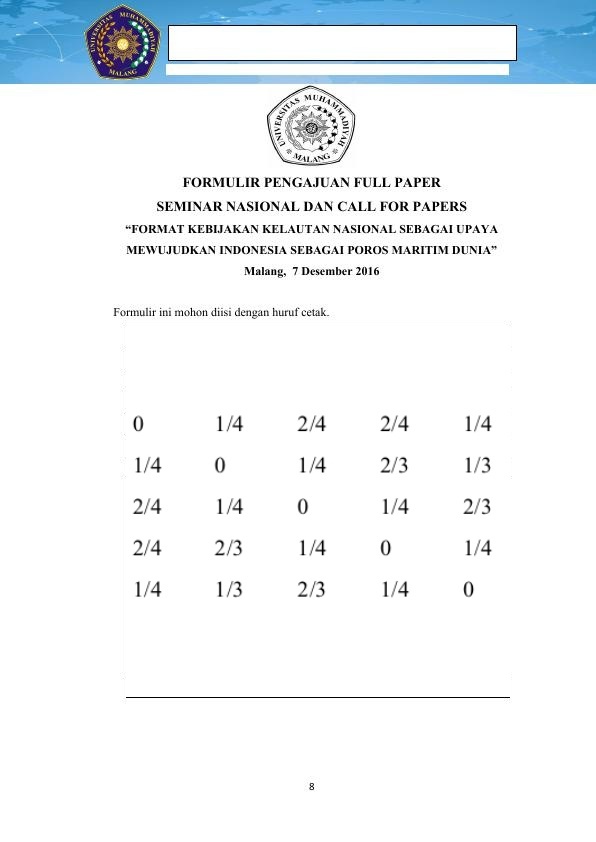 UNIVERSITAS MUHAMMADIYAH
MALANG
UNIVERSITAS MUHAMMADIYAH
MALANG
FORMULIR PENGAJUAN FULL PAPER
SEMINAR NASIONAL DAN CALL FOR PAPERS
“FORMAT KEBIJAKAN KELAUTAN NASIONAL SEBAGAI UPAYA
MEWUJUDKAN INDONESIA SEBAGAI POROS MARITIM DUNIA”
Malang, 7 Desember 2016
Formulir ini mohon diisi dengan huruf cetak.
0 1/4 2/4 2/4 1/4
1/4 0 1/4 2/3 1/3
2/4 1/4 0 1/4 2/3
2/4 2/3 1/4 0 1/4
1/4 1/3 2/3 1/4 0
8